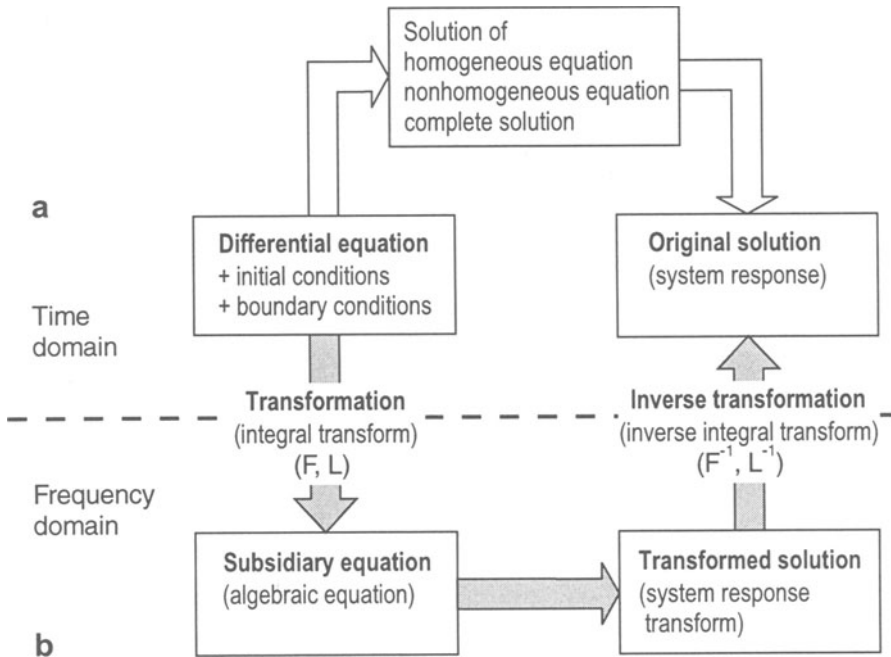 Solution of
homogeneous equation
nonhomogeneous equation
complete solution
a
Differential equation
+ initial conditions
+ boundary conditions
Original solution
(system response)
Time
domain
Transformation
(integral transform)
(F, L)
Inverse transformation
(inverse integral transform)
(F⁻¹, L⁻¹)
Frequency
domain
Subsidiary equation
(algebraic equation)
Transformed solution
(system response
transform)
b